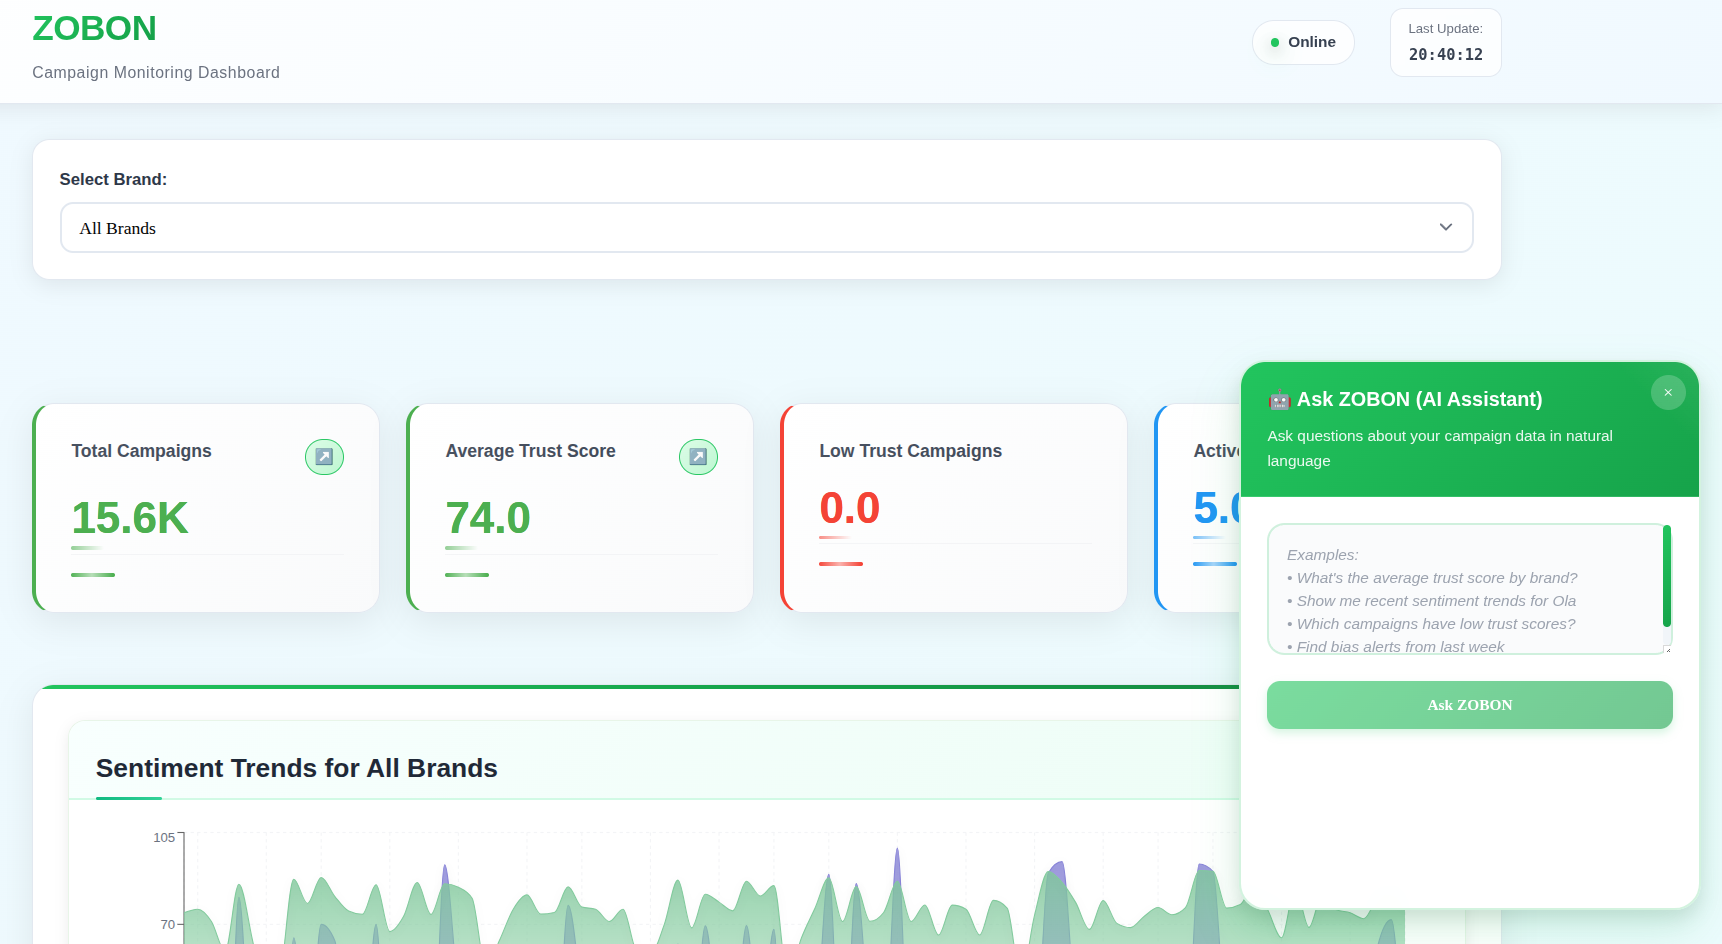 ZOBON
Campaign Monitoring Dashboard
Online
Last Update:
20:40:12
Select Brand:
All Brands
Total Campaigns
15.6K
Average Trust Score
74.0
Low Trust Campaigns
0.0
🤖 Ask ZOBON (AI Assistant)
×
Ask questions about your campaign data in natural
language
Examples:
• What's the average trust score by brand?
• Show me recent sentiment trends for Ola
• Which campaigns have low trust scores?
• Find bias alerts from last week
Ask ZOBON
Sentiment Trends for All Brands
105
70